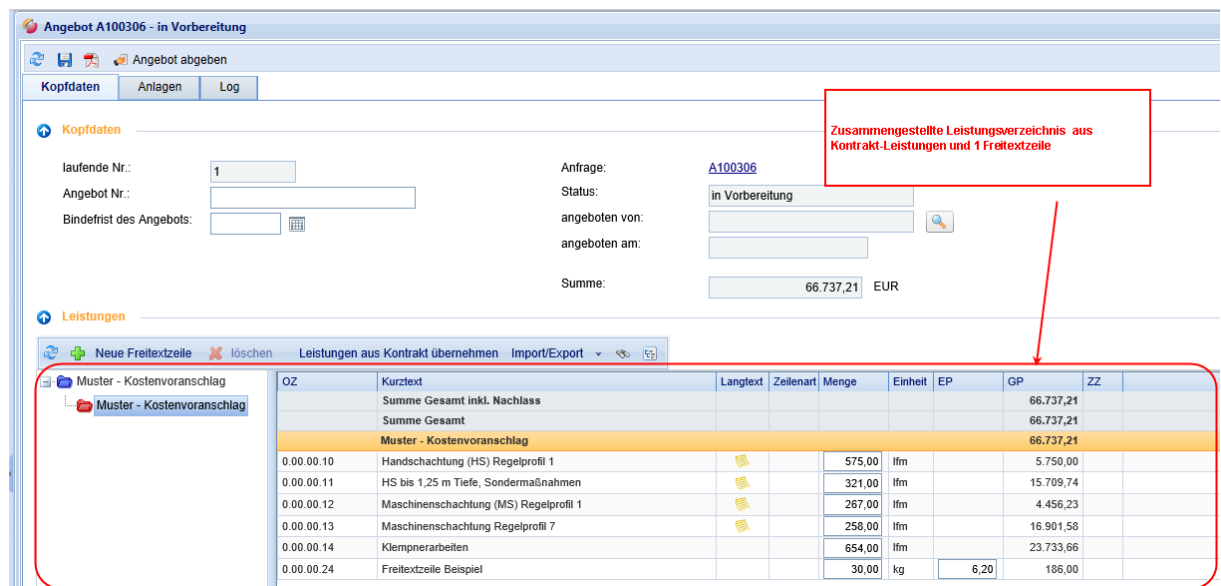 Angebot A100306 - in Vorbereitung
Angebot abgeben
Kopfdaten Anlagen Log
Zusammengestellte Leistungsverzeichnis aus
Kontrakt-Leistungen und 1 Freitextzeile
Kopfdaten
laufende Nr.: 1 Anfrage: A100306
Angebot Nr.: Status: in Vorbereitung
Bindefrist des Angebots: angeboten von:
angeboten am:
Summe: 66.737,21 EUR
Leistungen
Neue Freitextzeile löschen Leistungen aus Kontrakt übernehmen Import/Export
Muster - Kostenvoranschlag
Muster - Kostenvoranschlag
OZ Kurztext Langtext Zeilenart Menge Einheit EP GP ZZ
Summe Gesamt inkl. Nachlass 66.737,21
Summe Gesamt 66.737,21
Muster - Kostenvoranschlag 66.737,21
0.00.00.10 Handschachtung (HS) Regelprofil 1 575,00 lfm 5.750,00
0.00.00.11 HS bis 1,25 m Tiefe, Sondermaßnahmen 321,00 lfm 15.709,74
0.00.00.12 Maschinenschachtung (MS) Regelprofil 1 267,00 lfm 4.456,23
0.00.00.13 Maschinenschachtung Regelprofil 7 258,00 lfm 16.901,58
0.00.00.14 Klempnerarbeiten 654,00 lfm 23.733,66
0.00.00.24 Freitextzeile Beispiel 30,00 kg 6,20 186,00